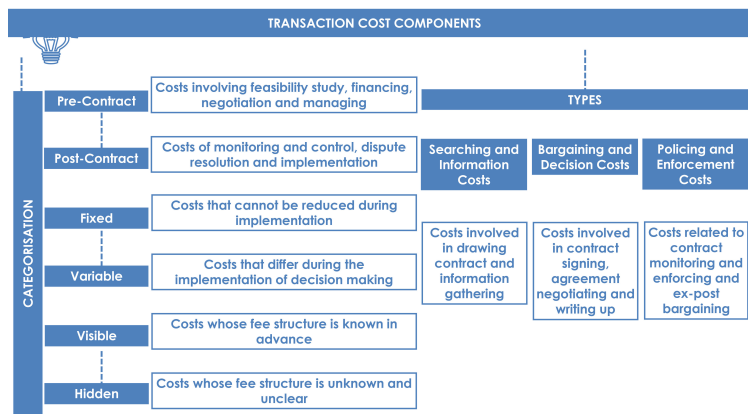 TRANSACTION COST COMPONENTS
CATEGORISATION
Pre-Contract
Costs involving feasibility study, financing,
negotiation and managing
Post-Contract
Costs of monitoring and control, dispute
resolution and implementation
Fixed
Costs that cannot be reduced during
implementation
Variable
Costs that differ during the
implementation of decision making
Visible
Costs whose fee structure is known in
advance
Hidden
Costs whose fee structure is unknown and
unclear
TYPES
Searching and
Information
Costs
Costs involved
in drawing
contract and
information
gathering
Bargaining and
Decision Costs
Costs involved
in contract
signing,
agreement
negotiating and
writing up
Policing and
Enforcement
Costs
Costs related to
contract
monitoring and
enforcing and
ex-post
bargaining